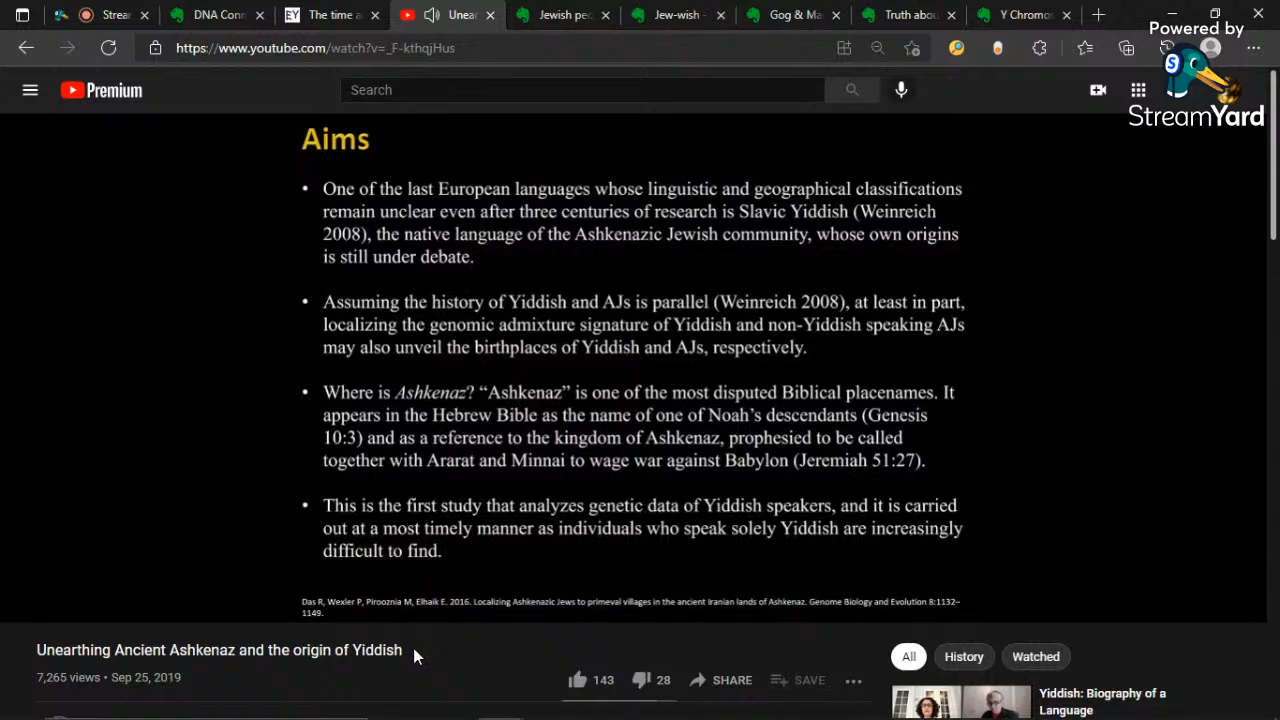 Strea
DNA Conn
The time a
Unear
Jewish pe
Jew-wish -
Gog & Ma
Truth abou
Y Chromos
Powered by
https://www.youtube.com/watch?v=_F-kthqjHus
StreamYard
Premium
Search
Aims
• One of the last European languages whose linguistic and geographical classifications
remain unclear even after three centuries of research is Slavic Yiddish (Weinreich
2008), the native language of the Ashkenazic Jewish community, whose own origins
is still under debate.
• Assuming the history of Yiddish and AJs is parallel (Weinreich 2008), at least in part,
localizing the genomic admixture signature of Yiddish and non-Yiddish speaking AJs
may also unveil the birthplaces of Yiddish and AJs, respectively.
• Where is Ashkenaz? “Ashkenaz” is one of the most disputed Biblical placenames. It
appears in the Hebrew Bible as the name of one of Noah’s descendants (Genesis
10:3) and as a reference to the kingdom of Ashkenaz, prophesied to be called
together with Ararat and Minnai to wage war against Babylon (Jeremiah 51:27).
• This is the first study that analyzes genetic data of Yiddish speakers, and it is carried
out at a most timely manner as individuals who speak solely Yiddish are increasingly
difficult to find.
Das R, Wexler P, Pirooznia M, Elhaik E. 2016. Localizing Ashkenazic Jews to primeval villages in the ancient Iranian lands of Ashkenaz. Genome Biology and Evolution 8:1132–
1149.
Unearthing Ancient Ashkenaz and the origin of Yiddish
7,265 views • Sep 25, 2019
143
28
SHARE
SAVE
All
History
Watched
Yiddish: Biography of a
Language